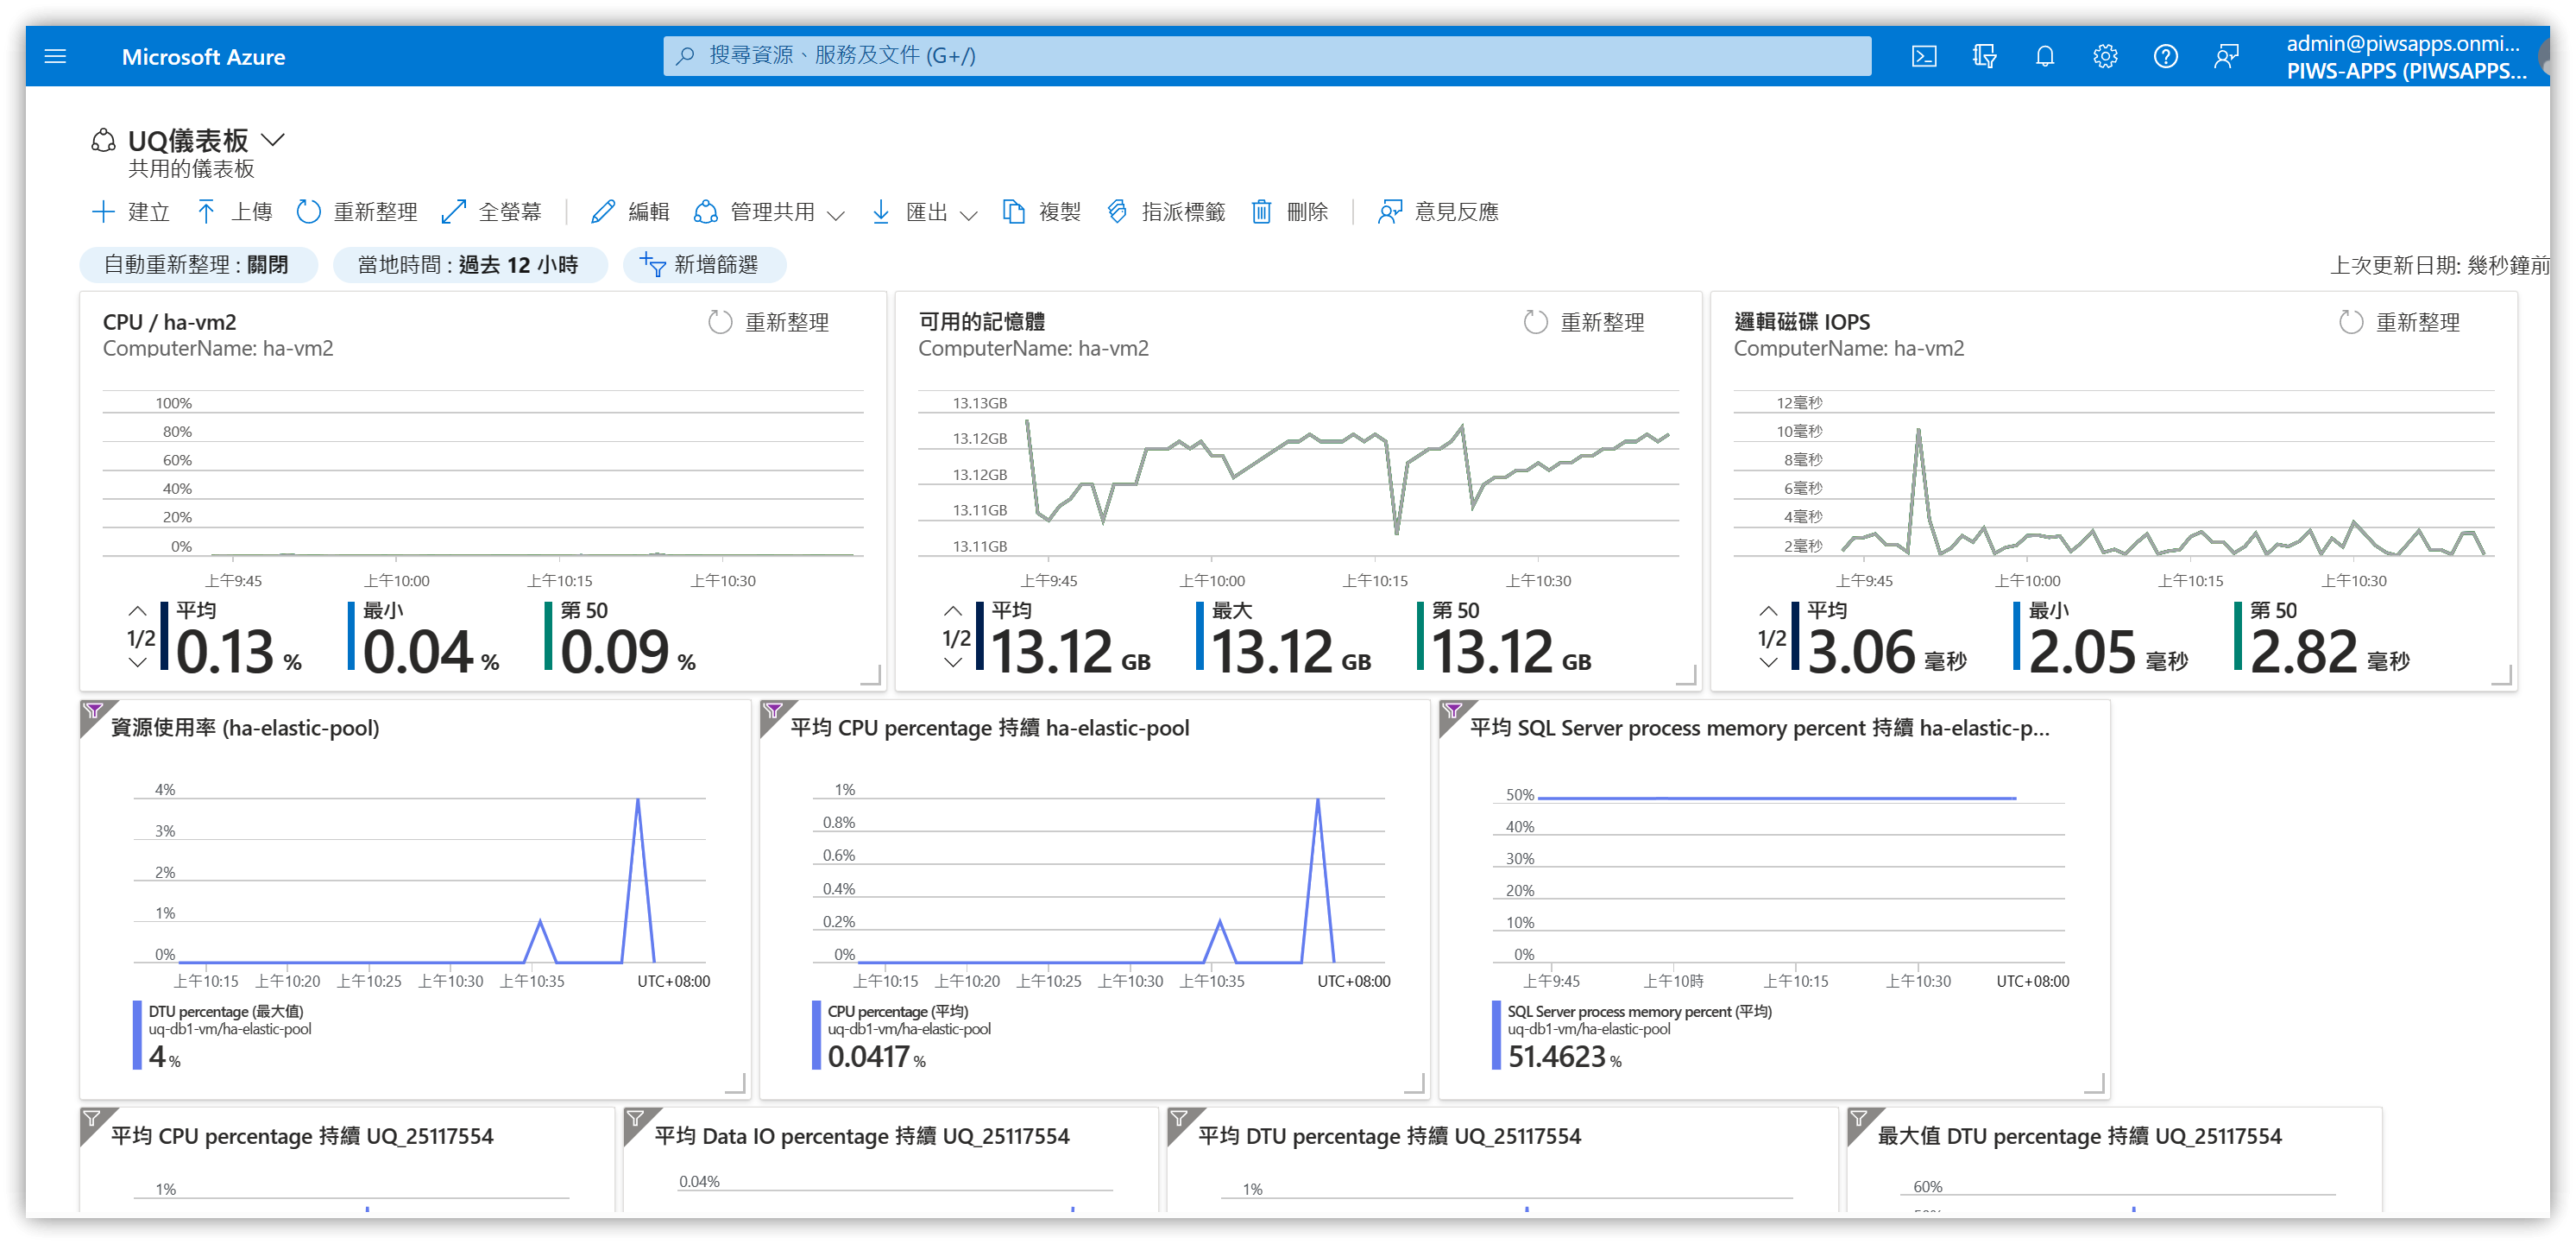 Microsoft Azure
搜尋資源、服務及文件 (G+/)
admin@piwsapps.onmi...
PIWS-APPS (PIWSAPPS...
UQ儀表板
共用的儀表板
建立 上傳 重新整理 全螢幕 編輯 管理共用 匯出 複製 指派標籤 刪除 意見反應
自動重新整理 : 關閉 當地時間 : 過去 12 小時 新增篩選 上次更新日期: 幾秒鐘前
CPU / ha-vm2
重新整理
ComputerName: ha-vm2
100%
80%
60%
40%
20%
0%
上午9:45 上午10:00 上午10:15 上午10:30
1/2
平均
0.13 %
最小
0.04 %
第 50
0.09 %
可用的記憶體
重新整理
ComputerName: ha-vm2
13.13GB
13.12GB
13.12GB
13.11GB
13.11GB
上午9:45 上午10:00 上午10:15 上午10:30
1/2
平均
13.12 GB
最大
13.12 GB
第 50
13.12 GB
邏輯磁碟 IOPS
重新整理
ComputerName: ha-vm2
12毫秒
10毫秒
8毫秒
6毫秒
4毫秒
2毫秒
上午9:45 上午10:00 上午10:15 上午10:30
1/2
平均
3.06 毫秒
最小
2.05 毫秒
第 50
2.82 毫秒
資源使用率 (ha-elastic-pool)
4%
3%
2%
1%
0%
上午10:15 上午10:20 上午10:25 上午10:30 上午10:35 UTC+08:00
DTU percentage (最大值)
uq-db1-vm/ha-elastic-pool
4 %
平均 CPU percentage 持續 ha-elastic-pool
1%
0.8%
0.6%
0.4%
0.2%
0%
上午10:15 上午10:20 上午10:25 上午10:30 上午10:35 UTC+08:00
CPU percentage (平均)
uq-db1-vm/ha-elastic-pool
0.0417 %
平均 SQL Server process memory percent 持續 ha-elastic-p...
50%
40%
30%
20%
10%
0%
上午9:45 上午10時 上午10:15 上午10:30 UTC+08:00
SQL Server process memory percent (平均)
uq-db1-vm/ha-elastic-pool
51.4623 %
平均 CPU percentage 持續 UQ_25117554
1%
平均 Data IO percentage 持續 UQ_25117554
0.04%
平均 DTU percentage 持續 UQ_25117554
1%
最大值 DTU percentage 持續 UQ_25117554
60%